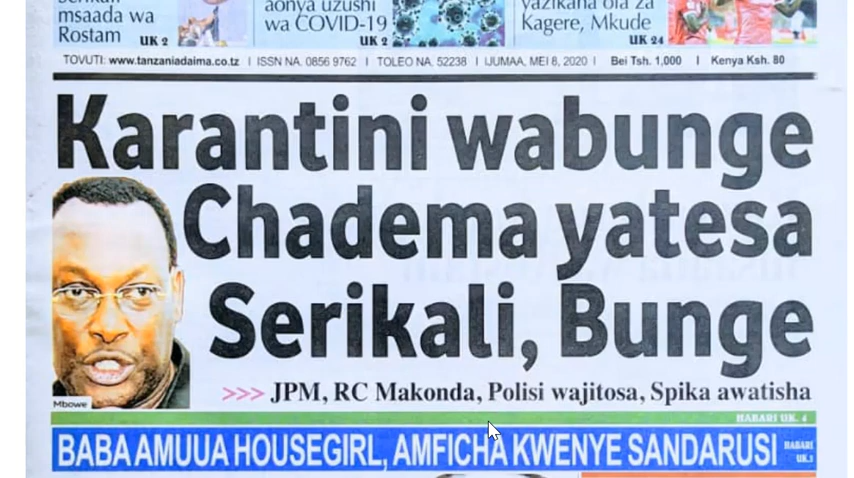 msaada wa
Rostam
UK 2
aonya uzushi
wa COVID-19
UK 2
yazikana ola za
Kagere, Mkude
UK 24
TOVUTI: www.tanzaniadaima.co.tz | ISSN NA. 0856 9762 | TOLEO NA. 52238 | IJUMAA, MEI 8, 2020 | Bei Tsh. 1,000 | Kenya Ksh. 80
Karantini wabunge
Chadema yatesa
Serikali, Bunge
>>> JPM, RC Makonda, Polisi wajitosa, Spika awatisha
Mbowe
HABARI UK. 4
BABA AMUUA HOUSEGIRL, AMFICHA KWENYE SANDARUSI
HABARI
UK.3